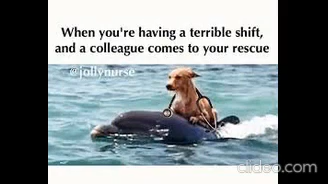 When you're having a terrible shift,
and a colleague comes to your rescue
@jollynurse
clideo.com